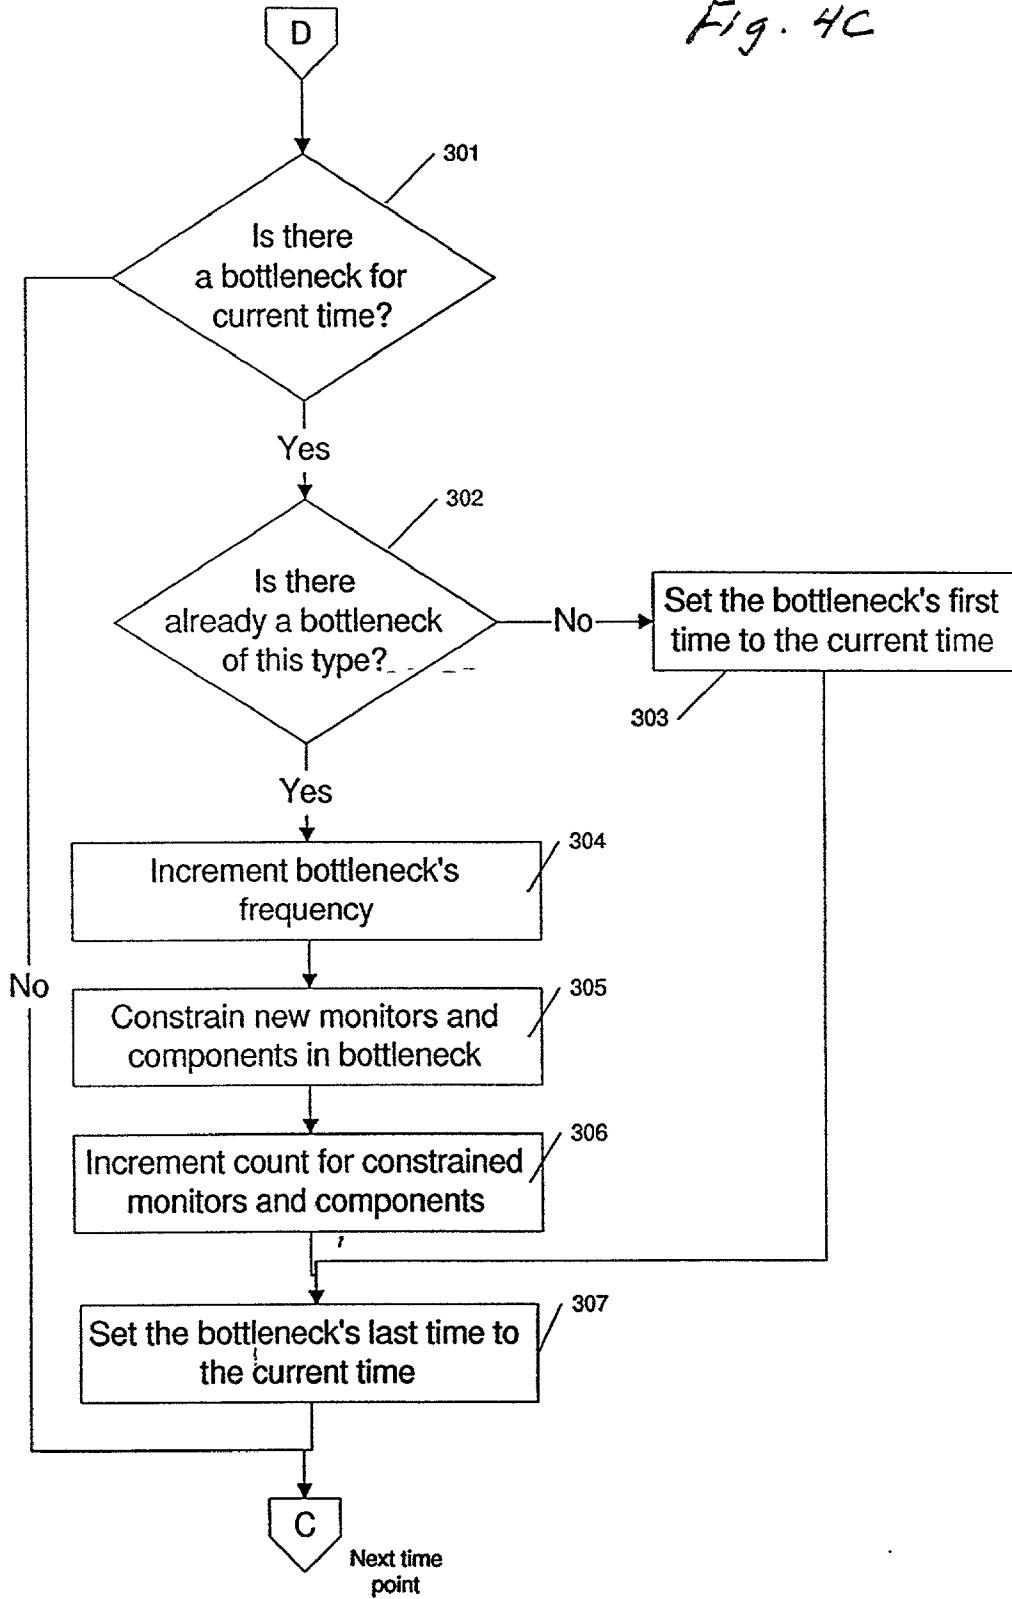 Fig. 4C
D
301
Is there
a bottleneck for
current time?
Yes
302
Is there
already a bottleneck
of this type?
No
Set the bottleneck's first
time to the current time
303
Yes
304
Increment bottleneck's
frequency
No
305
Constrain new monitors and
components in bottleneck
306
Increment count for constrained
monitors and components
307
Set the bottleneck's last time to
the current time
C
Next time
point